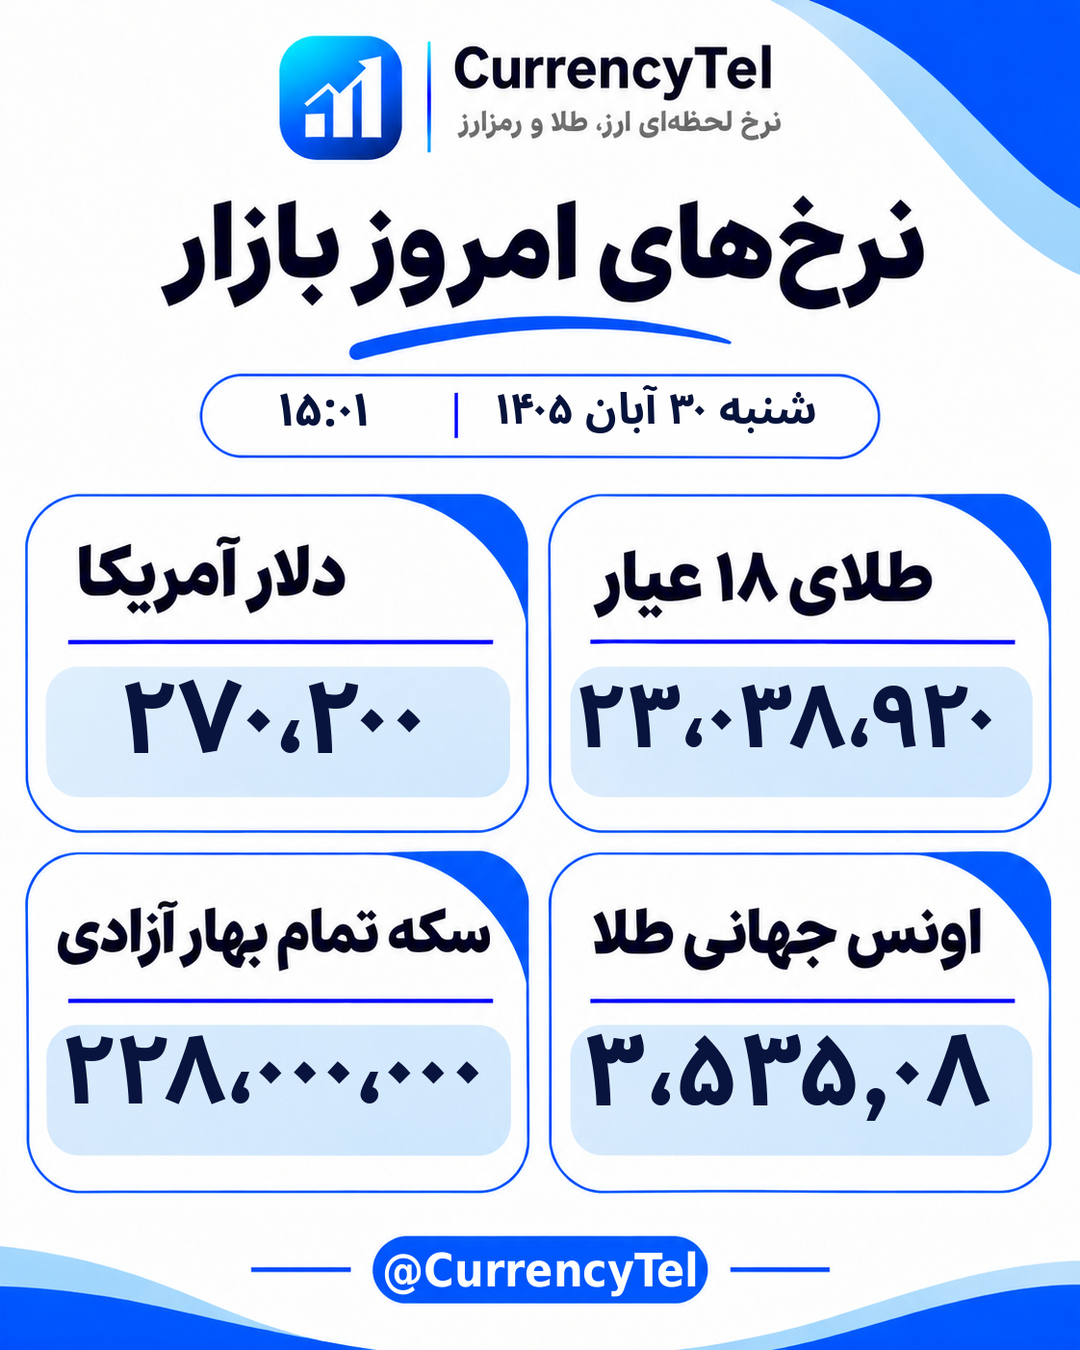 CurrencyTel
نرخ لحظه‌ای ارز، طلا و رمزارز
نرخ‌های امروز بازار
شنبه ۳۰ آبان ۱۴۰۵ | ۱۵:۰۱
طلای ۱۸ عیار
۲۳،۰۳۸،۹۲۰
دلار آمریکا
۲۷۰،۲۰۰
اونس جهانی طلا
۳،۵۳۵,۰۸
سکه تمام بهار آزادی
۲۲۸،۰۰۰،۰۰۰
@CurrencyTel